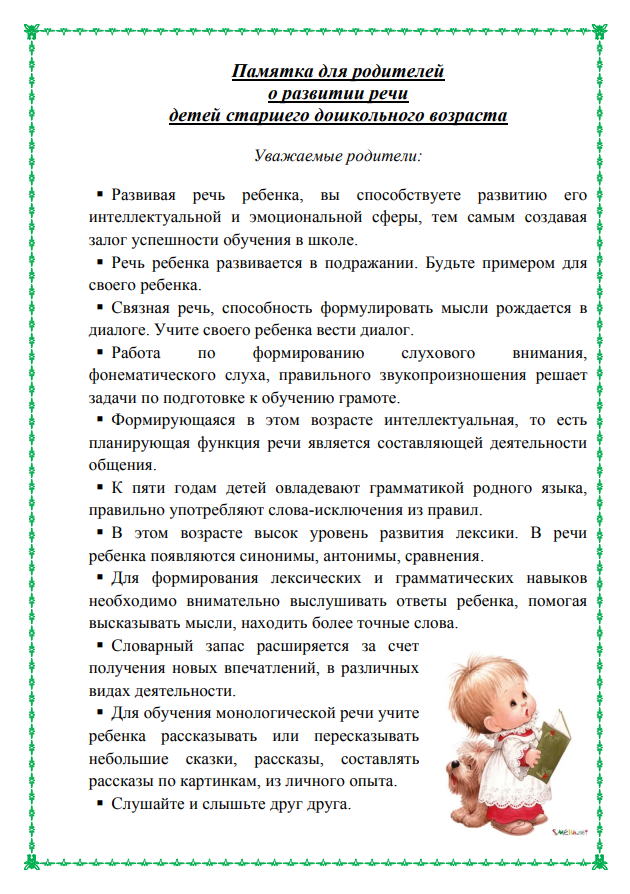 Памятка для родителей
о развитии речи
детей старшего дошкольного возраста
Уважаемые родители:
▪ Развивая речь ребенка, вы способствуете развитию его
интеллектуальной и эмоциональной сферы, тем самым создавая
залог успешности обучения в школе.
▪ Речь ребенка развивается в подражании. Будьте примером для
своего ребенка.
▪ Связная речь, способность формулировать мысли рождается в
диалоге. Учите своего ребенка вести диалог.
▪ Работа по формированию слухового внимания,
фонематического слуха, правильного звукопроизношения решает
задачи по подготовке к обучению грамоте.
▪ Формирующаяся в этом возрасте интеллектуальная, то есть
планирующая функция речи является составляющей деятельности
общения.
▪ К пяти годам детей овладевают грамматикой родного языка,
правильно употребляют слова-исключения из правил.
▪ В этом возрасте высок уровень развития лексики. В речи
ребенка появляются синонимы, антонимы, сравнения.
▪ Для формирования лексических и грамматических навыков
необходимо внимательно выслушивать ответы ребенка, помогая
высказывать мысли, находить более точные слова.
▪ Словарный запас расширяется за счет
получения новых впечатлений, в различных
видах деятельности.
▪ Для обучения монологической речи учите
ребенка рассказывать или пересказывать
небольшие сказки, рассказы, составлять
рассказы по картинкам, из личного опыта.
▪ Слушайте и слышьте друг друга.